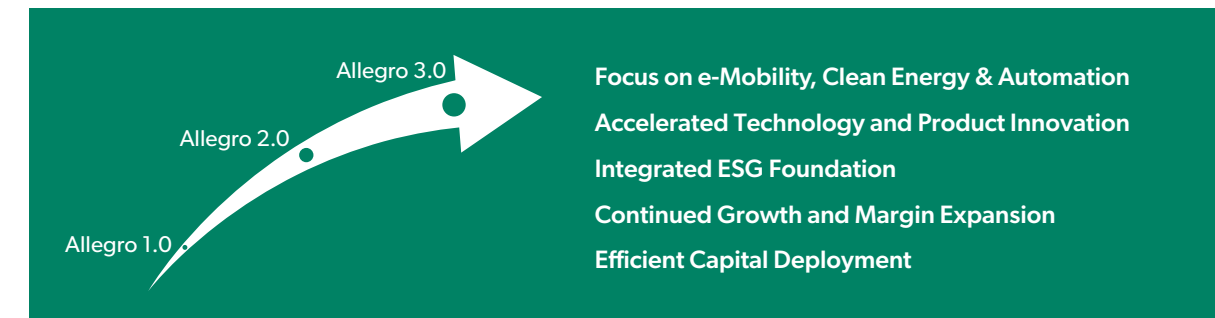 Allegro 3.0
Allegro 2.0
Allegro 1.0
Focus on e-Mobility, Clean Energy & Automation
Accelerated Technology and Product Innovation
Integrated ESG Foundation
Continued Growth and Margin Expansion
Efficient Capital Deployment